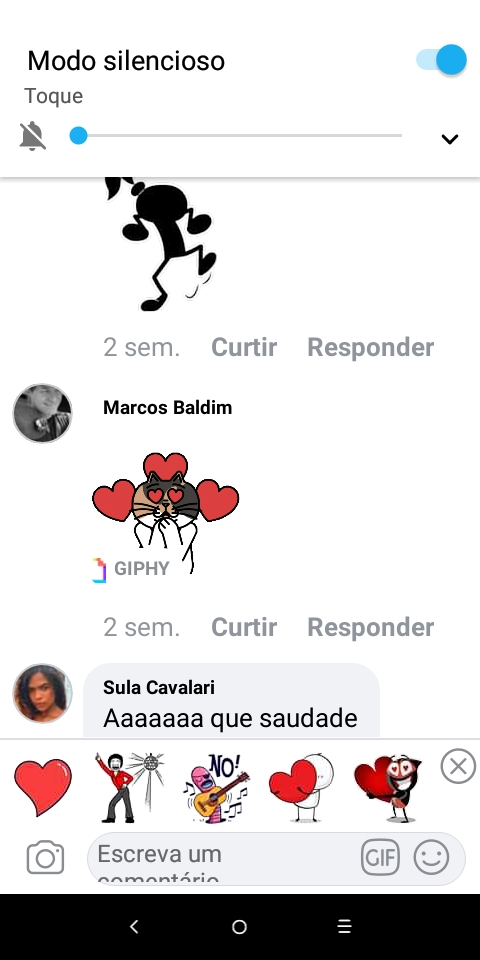 Modo silencioso
Toque
2 sem. Curtir Responder
Marcos Baldim
GIPHY
2 sem. Curtir Responder
Sula Cavalari
Aaaaaaa que saudade
NO!
Escreva um
comentário
GIF